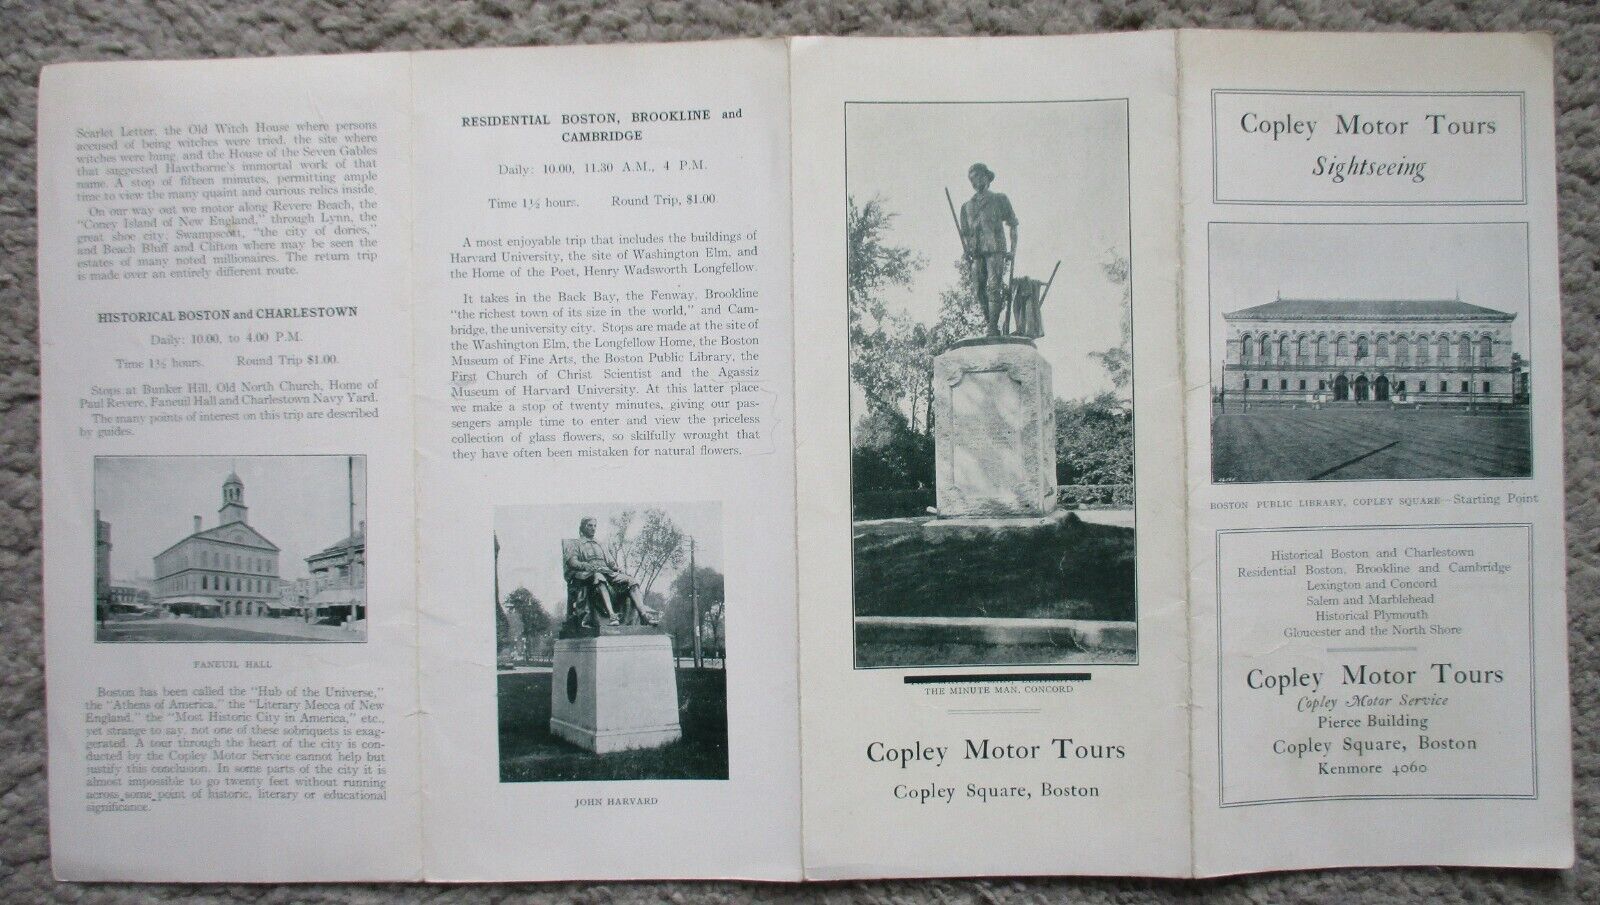 Scarlet Letter, the Old Witch House where persons
accused of being witches were tried, the site where
witches were hung, and the House of the Seven Gables
that suggested Hawthorne's immortal work of that
name. A stop of fifteen minutes, permitting ample
time to view the many quaint and curious relics inside.
On our way out we motor along Revere Beach, the
"Coney Island of New England," through Lynn, the
great shoe city; Swampscott, "the city of dories,"
and Beach Bluff and Clifton where may be seen the
estates of many noted millionaires. The return trip
is made over an entirely different route.
HISTORICAL BOSTON and CHARLESTOWN
Daily: 10.00, to 4.00 P.M.
Time 1½ hours. Round Trip $1.00.
Stops at Bunker Hill, Old North Church, Home of
Paul Revere, Faneuil Hall and Charlestown Navy Yard.
The many points of interest on this trip are described
by guides.
FANEUIL HALL
Boston has been called the "Hub of the Universe,"
the "Athens of America," the "Literary Mecca of New
England," the "Most Historic City in America," etc.,
yet strange to say, not one of these sobriquets is exag-
gerated. A tour through the heart of the city is con-
ducted by the Copley Motor Service cannot help but
justify this conclusion. In some parts of the city it is
almost impossible to go twenty feet without running
across some point of historic, literary or educational
significance.
RESIDENTIAL BOSTON, BROOKLINE and
CAMBRIDGE
Daily: 10.00, 11.30 A.M., 4 P.M.
Time 1½ hours. Round Trip, $1.00.
A most enjoyable trip that includes the buildings of
Harvard University, the site of Washington Elm, and
the Home of the Poet, Henry Wadsworth Longfellow.
It takes in the Back Bay, the Fenway, Brookline
"the richest town of its size in the world," and Cam-
bridge, the university city. Stops are made at the site of
the Washington Elm, the Longfellow Home, the Boston
Museum of Fine Arts, the Boston Public Library, the
First Church of Christ Scientist and the Agassiz
Museum of Harvard University. At this latter place
we make a stop of twenty minutes, giving our pas-
sengers ample time to enter and view the priceless
collection of glass flowers, so skilfully wrought that
they have often been mistaken for natural flowers.
JOHN HARVARD
THE MINUTE MAN, CONCORD
Copley Motor Tours
Copley Square, Boston
Copley Motor Tours
Sightseeing
BOSTON PUBLIC LIBRARY, COPLEY SQUARE—Starting Point
Historical Boston and Charlestown
Residential Boston, Brookline and Cambridge
Lexington and Concord
Salem and Marblehead
Historical Plymouth
Gloucester and the North Shore
Copley Motor Tours
Copley Motor Service
Pierce Building
Copley Square, Boston
Kenmore 4060